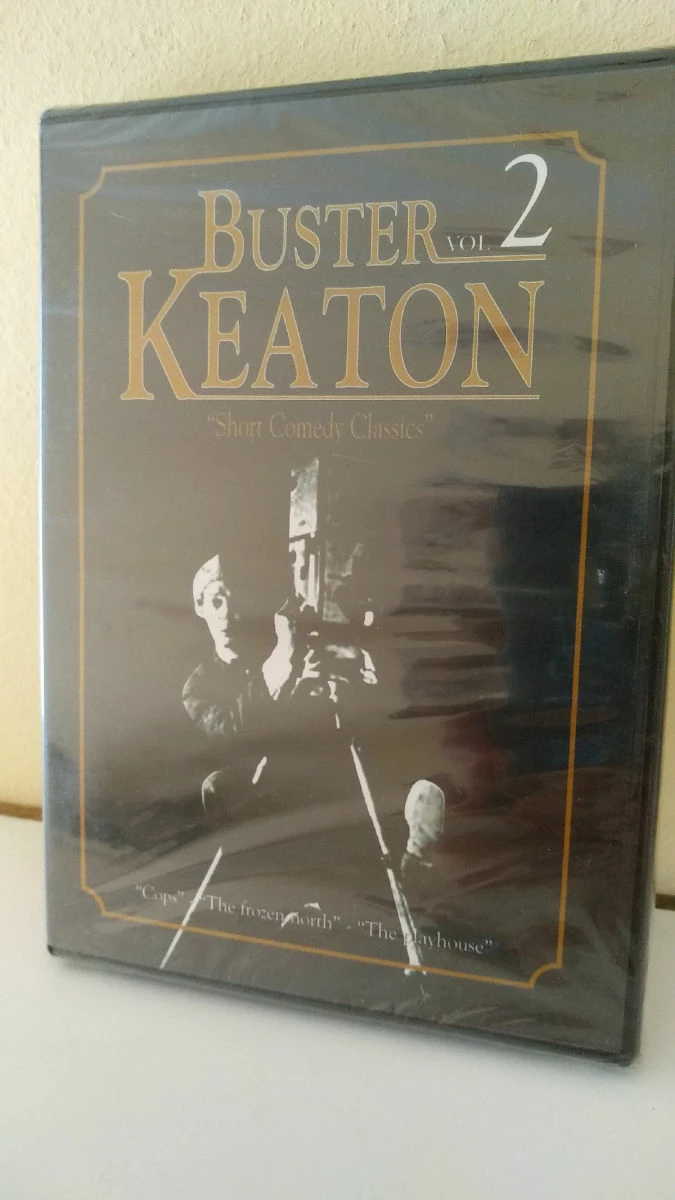 BUSTER VOL. 2
KEATON
"Short Comedy Classics"
"Cops" - "The frozen north" - "The playhouse"